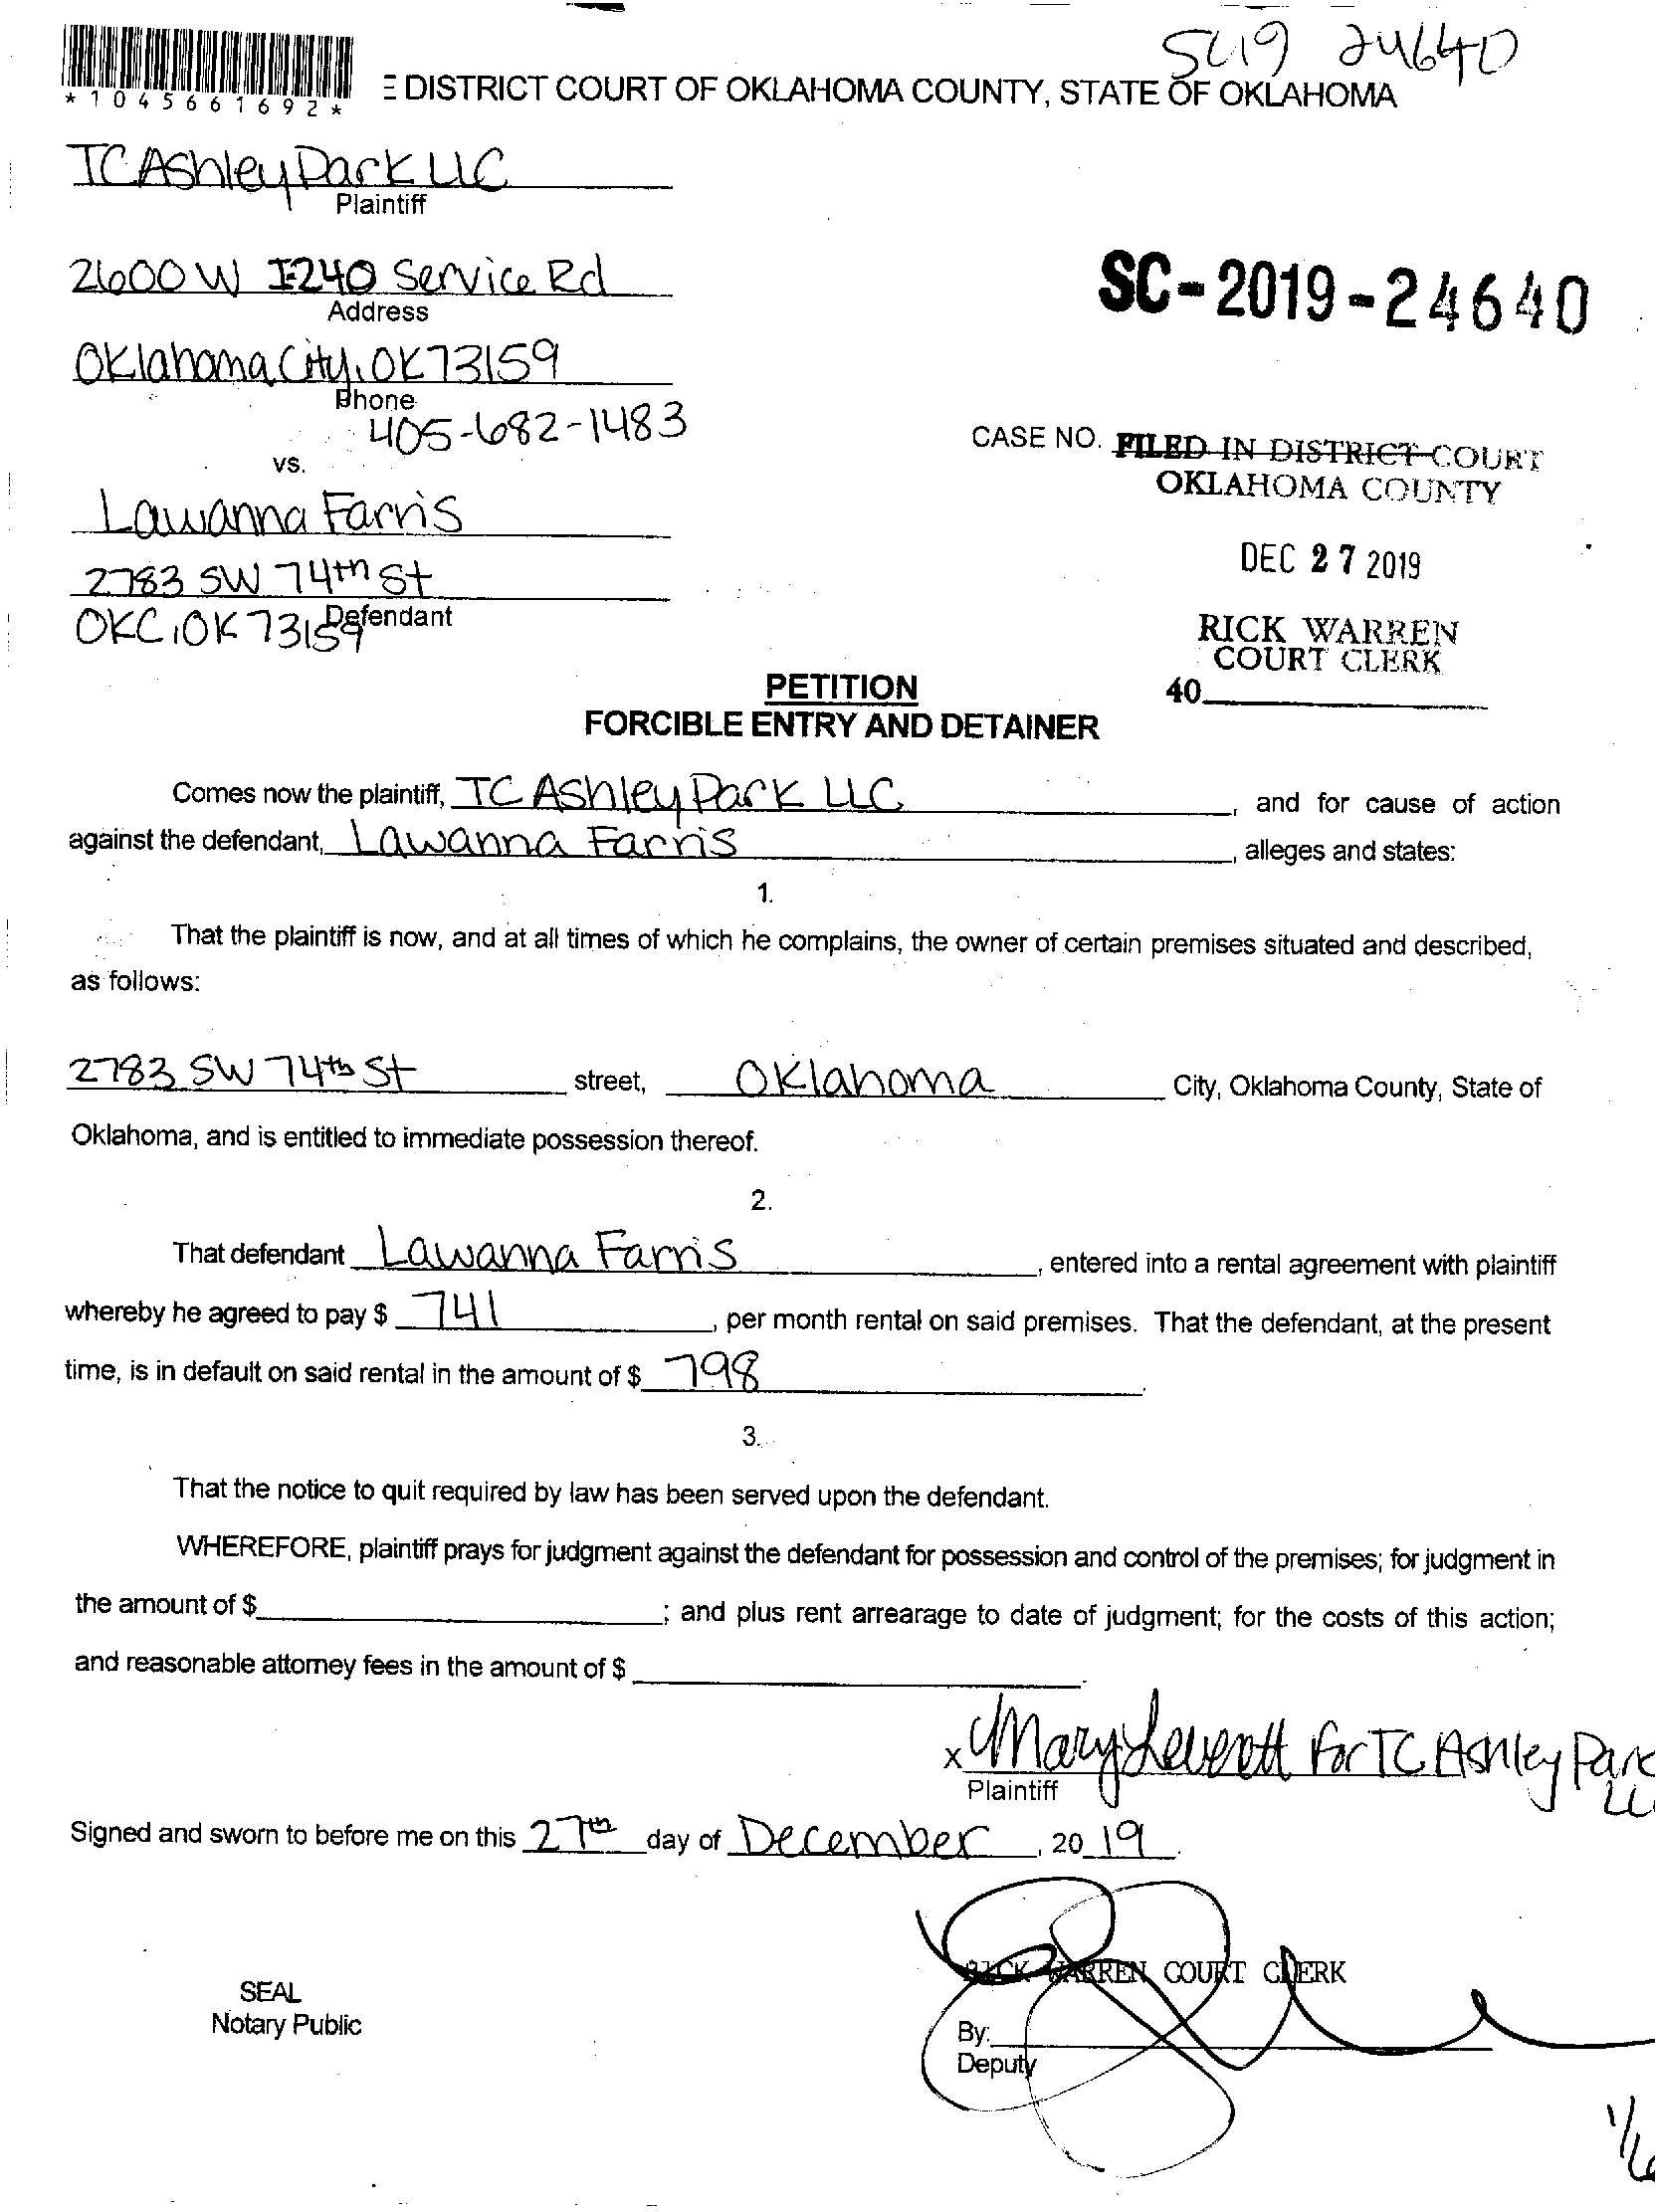 SC19 24640
*1045661692*
E DISTRICT COURT OF OKLAHOMA COUNTY, STATE OF OKLAHOMA
TC Ashley Park LLC
Plaintiff
2600 W I-240 Service Rd
Address
SC-2019-24640
Oklahoma City, OK 73159
Phone
405-682-1483
CASE NO. FILED IN DISTRICT COURT
OKLAHOMA COUNTY
vs.
Lawanna Farris
DEC 27 2019
2783 SW 74th St
OKC, OK 73159
Defendant
RICK WARREN
COURT CLERK
40
PETITION
FORCIBLE ENTRY AND DETAINER
Comes now the plaintiff, TC Ashley Park LLC, and for cause of action
against the defendant, Lawanna Farris, alleges and states:
1.
That the plaintiff is now, and at all times of which he complains, the owner of certain premises situated and described,
as follows:
2783 SW 74th St street, Oklahoma City, Oklahoma County, State of
Oklahoma, and is entitled to immediate possession thereof.
2.
That defendant Lawanna Farris, entered into a rental agreement with plaintiff
whereby he agreed to pay $ 741, per month rental on said premises. That the defendant, at the present
time, is in default on said rental in the amount of $ 798.
3.
That the notice to quit required by law has been served upon the defendant.
WHEREFORE, plaintiff prays for judgment against the defendant for possession and control of the premises; for judgment in
the amount of $ ; and plus rent arrearage to date of judgment; for the costs of this action;
and reasonable attorney fees in the amount of $ .
x Mary Leverett for TC Ashley Park
LLC
Plaintiff
Signed and sworn to before me on this 27th day of December, 2019.
RICK WARREN COURT CLERK
SEAL
Notary Public
By:
Deputy